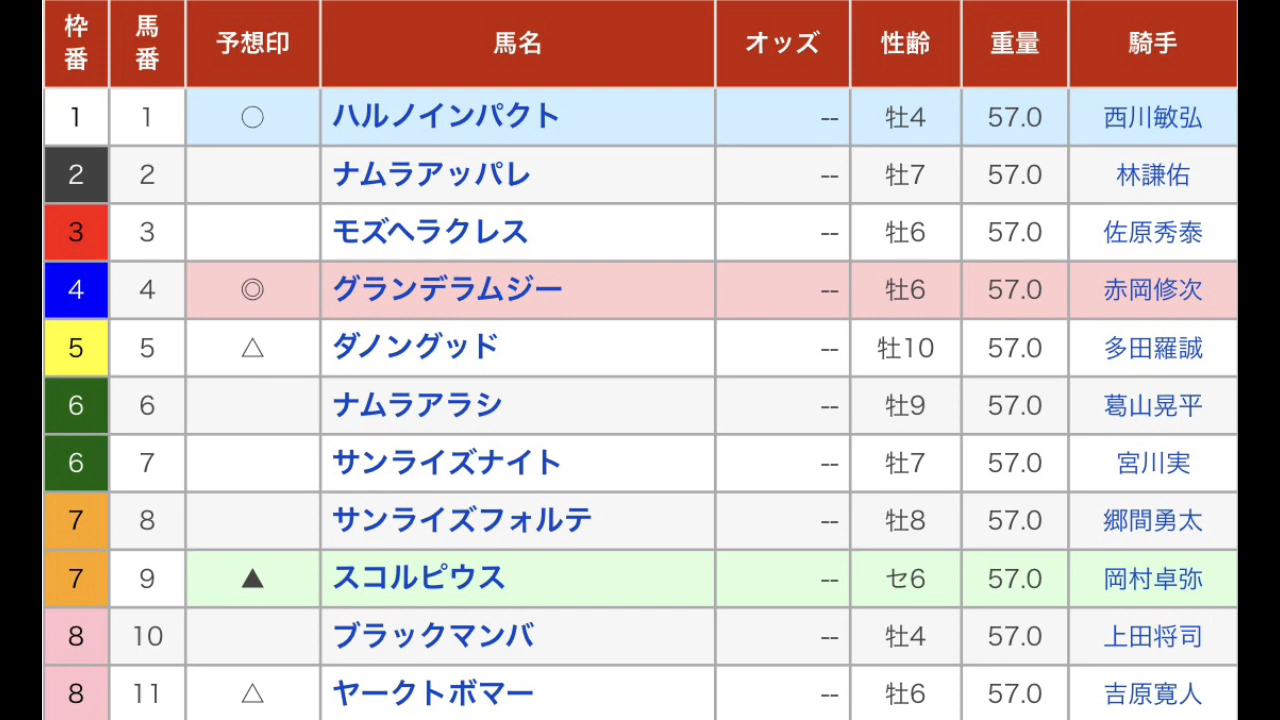 枠番 馬番 予想印 馬名 オッズ 性齢 重量 騎手
1 1 ○ ハルノインパクト -- 牡4 57.0 西川敏弘
2 2 ナムラアッパレ -- 牡7 57.0 林謙佑
3 3 モズヘラクレス -- 牡6 57.0 佐原秀泰
4 4 ◎ グランデラムジー -- 牡6 57.0 赤岡修次
5 5 △ ダノングッド -- 牡10 57.0 多田羅誠
6 6 ナムラアラシ -- 牡9 57.0 葛山晃平
6 7 サンライズナイト -- 牡7 57.0 宮川実
7 8 サンライズフォルテ -- 牡8 57.0 郷間勇太
7 9 ▲ スコルピウス -- セ6 57.0 岡村卓弥
8 10 ブラックマンバ -- 牡4 57.0 上田将司
8 11 △ ヤークトボマー -- 牡6 57.0 吉原寛人